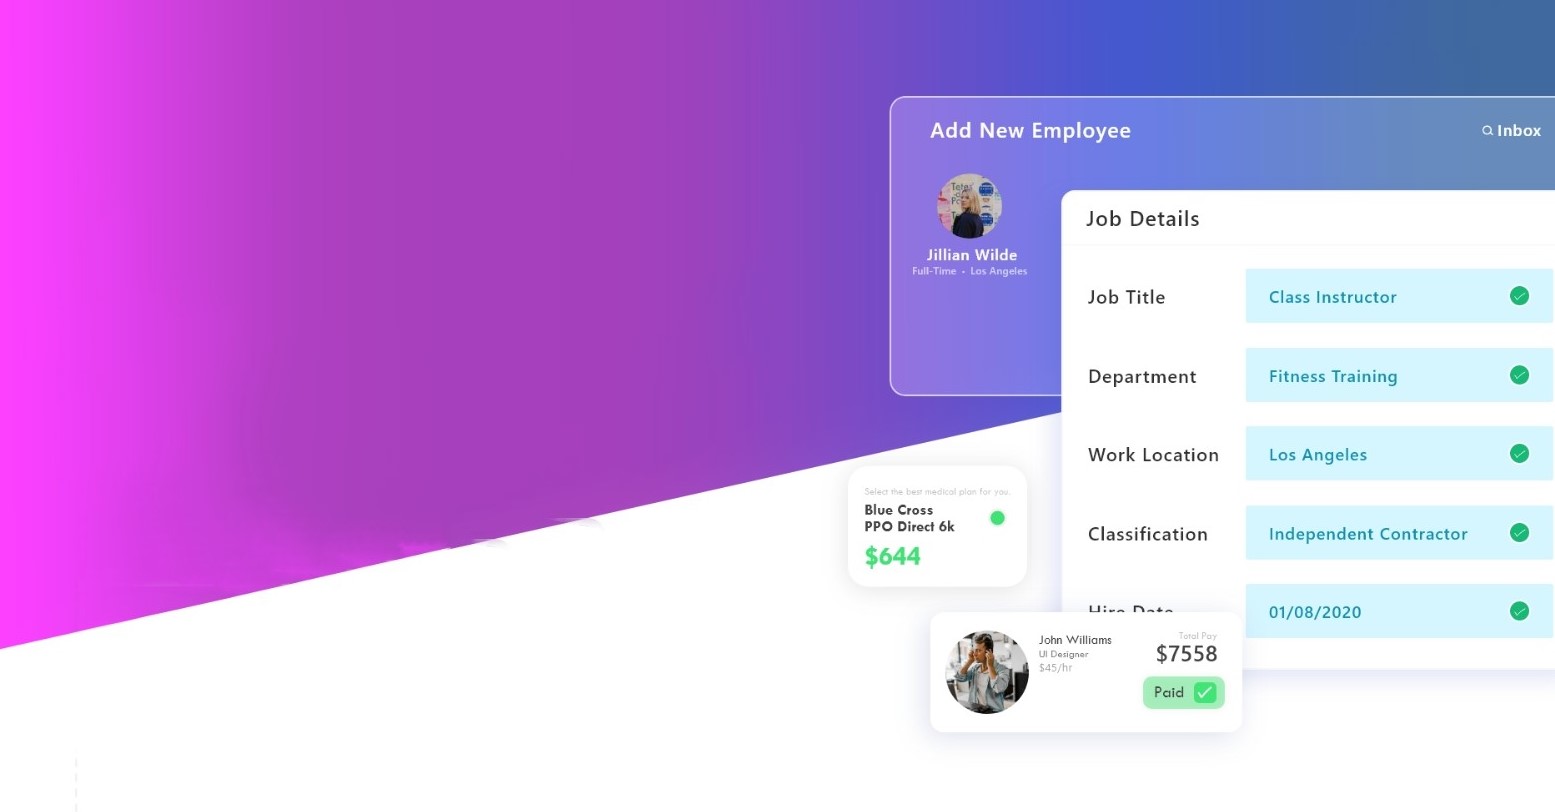 Add New Employee
Inbox
Jillian Wilde
Full-Time • Los Angeles
Job Details
Job Title
Class Instructor
Department
Fitness Training
Work Location
Los Angeles
Classification
Independent Contractor
Hire Date
01/08/2020
Select the best medical plan for you.
Blue Cross
PPO Direct 6k
$644
John Williams
UI Designer
$45/hr
Total Pay
$7558
Paid